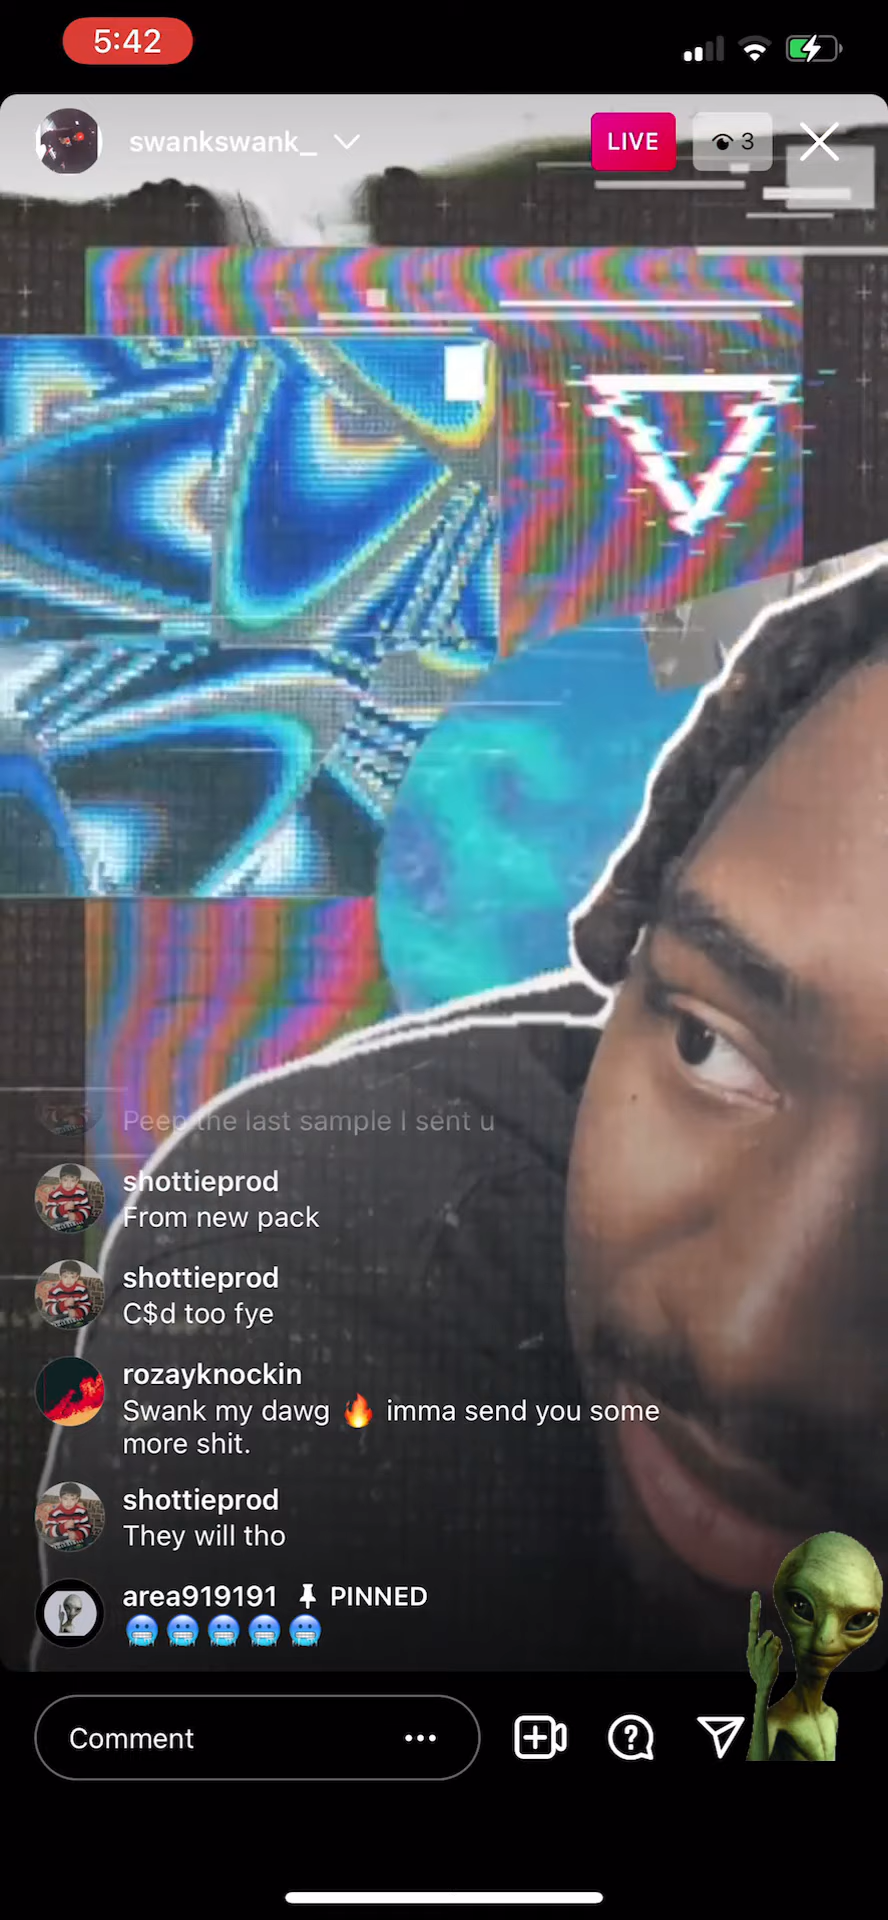 5:42
swankswank_
LIVE
3
Peep the last sample I sent u
shottieprod
From new pack
shottieprod
C$d too fye
rozayknockin
Swank my dawg 🔥 imma send you some
more shit.
shottieprod
They will tho
area919191 PINNED
🥶🥶🥶🥶🥶
Comment